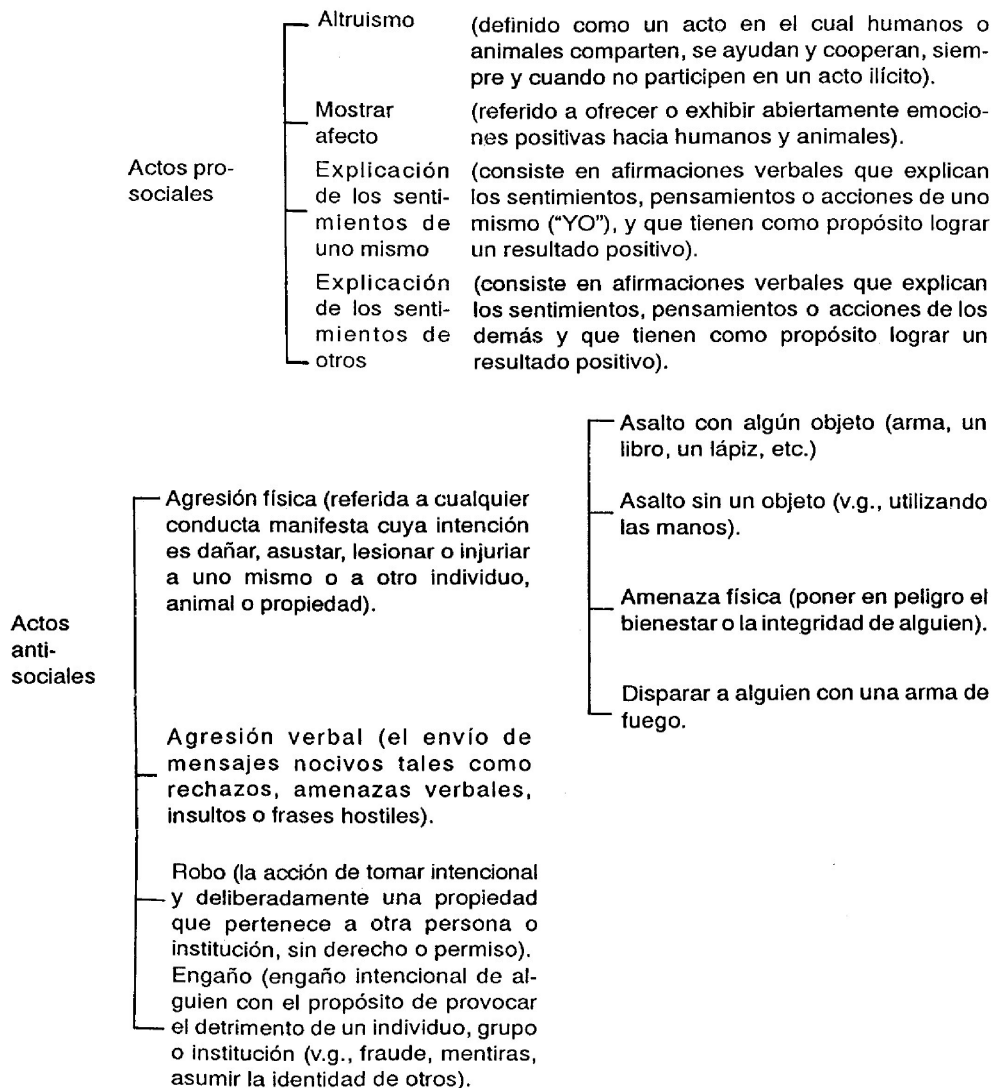 Altruismo
(definido como un acto en el cual humanos o
animales comparten, se ayudan y cooperan, siem-
pre y cuando no participen en un acto ilícito).
Mostrar
afecto
(referido a ofrecer o exhibir abiertamente emocio-
nes positivas hacia humanos y animales).
Actos pro-
sociales
Explicación
de los senti-
mientos de
uno mismo
(consiste en afirmaciones verbales que explican
los sentimientos, pensamientos o acciones de uno
mismo (“YO”), y que tienen como propósito lograr
un resultado positivo).
Explicación
de los senti-
mientos de
otros
(consiste en afirmaciones verbales que explican
los sentimientos, pensamientos o acciones de los
demás y que tienen como propósito lograr un
resultado positivo).
Actos
anti-
sociales
Agresión física (referida a cualquier
conducta manifesta cuya intención
es dañar, asustar, lesionar o injuriar
a uno mismo o a otro individuo,
animal o propiedad).
Asalto con algún objeto (arma, un
libro, un lápiz, etc.)
Asalto sin un objeto (v.g., utilizando
las manos).
Amenaza física (poner en peligro el
bienestar o la integridad de alguien).
Disparar a alguien con una arma de
fuego.
Agresión verbal (el envío de
mensajes nocivos tales como
rechazos, amenazas verbales,
insultos o frases hostiles).
Robo (la acción de tomar intencional
y deliberadamente una propiedad
que pertenece a otra persona o
institución, sin derecho o permiso).
Engaño (engaño intencional de al-
guien con el propósito de provocar
el detrimento de un individuo, grupo
o institución (v.g., fraude, mentiras,
asumir la identidad de otros).